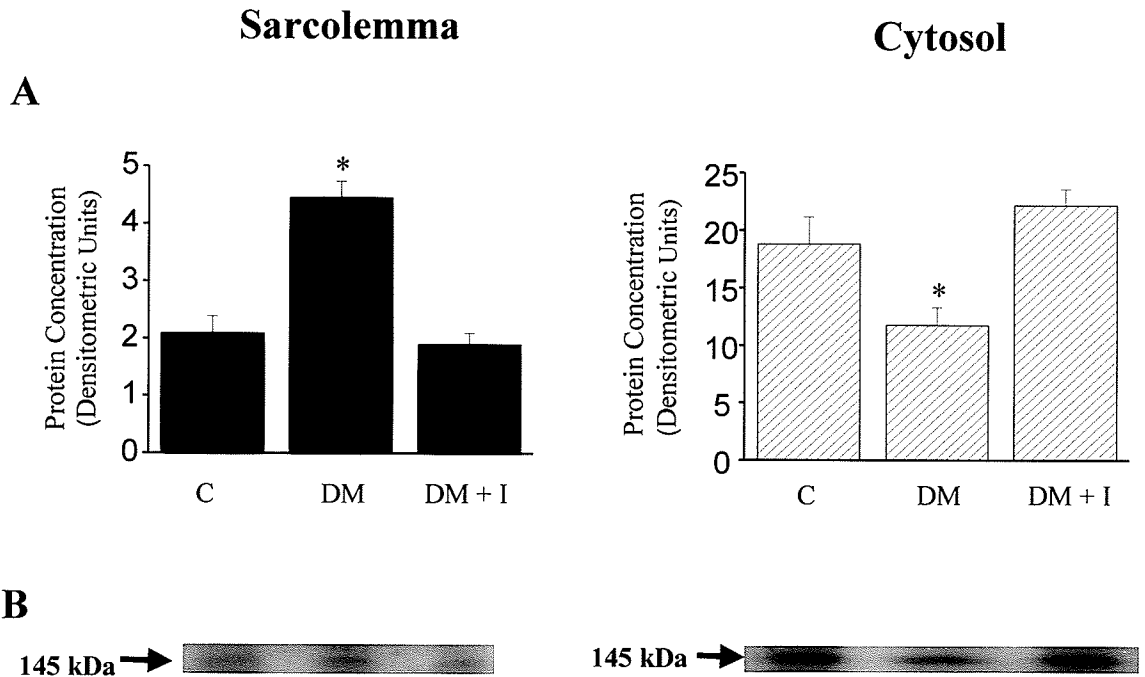 Sarcolemma
Cytosol
A
Protein Concentration
(Densitometric Units)
5
4
3
2
1
0
*
C
DM
DM + I
Protein Concentration
(Densitometric Units)
25
20
15
10
5
0
*
C
DM
DM + I
B
145 kDa
145 kDa